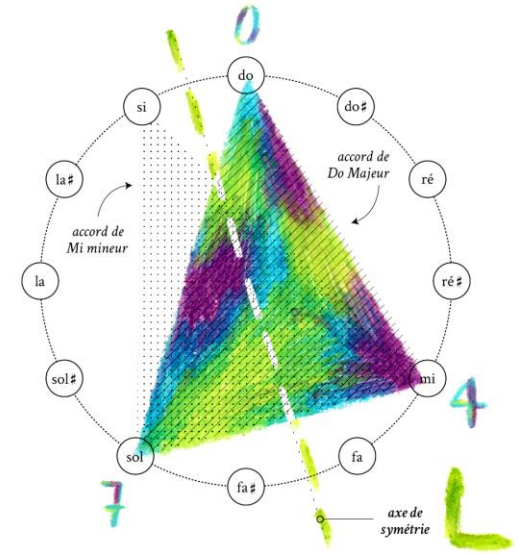 0
do
si
do♯
accord de
Do Majeur
la♯
ré
accord de
Mi mineur
la
ré♯
sol♯
mi
4
sol
fa
fa♯
7
axe de
symétrie
L